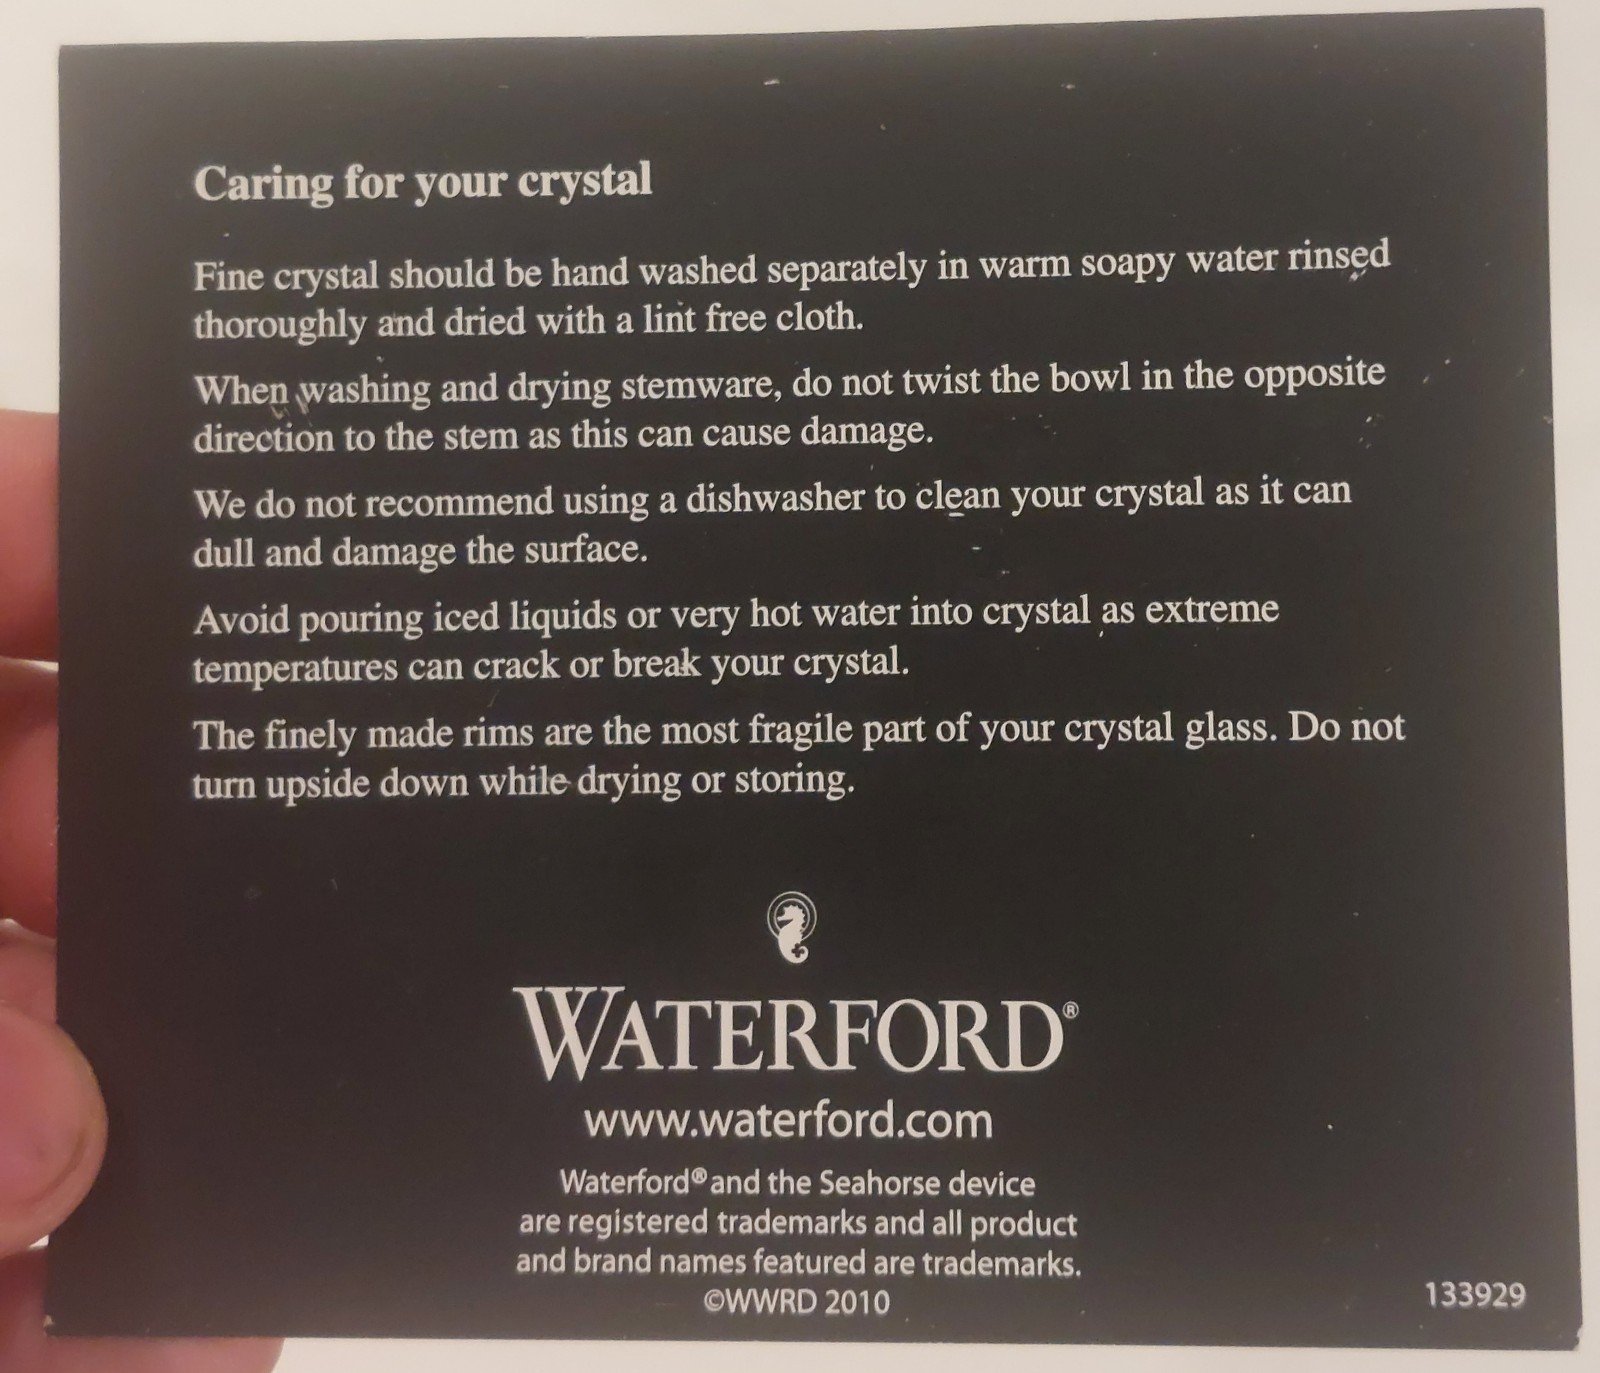 Caring for your crystal
Fine crystal should be hand washed separately in warm soapy water rinsed
thoroughly and dried with a lint free cloth.
When washing and drying stemware, do not twist the bowl in the opposite
direction to the stem as this can cause damage.
We do not recommend using a dishwasher to clean your crystal as it can
dull and damage the surface.
Avoid pouring iced liquids or very hot water into crystal as extreme
temperatures can crack or break your crystal.
The finely made rims are the most fragile part of your crystal glass. Do not
turn upside down while drying or storing.
WATERFORD®
www.waterford.com
Waterford® and the Seahorse device
are registered trademarks and all product
and brand names featured are trademarks.
©WWRD 2010
133929